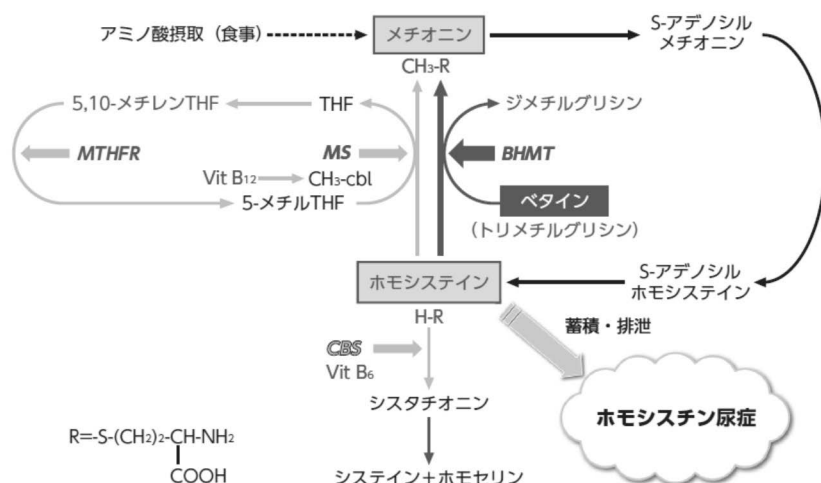 アミノ酸摂取（食事）
メチオニン
CH₃-R
S-アデノシル
メチオニン
5,10-メチレンTHF
THF
ジメチルグリシン
MTHFR
MS
BHMT
Vit B₁₂
CH₃-cbl
5-メチルTHF
ベタイン
（トリメチルグリシン）
ホモシステイン
H-R
S-アデノシル
ホモシステイン
蓄積・排泄
CBS
Vit B₆
シスタチオニン
ホモシスチン尿症
R=-S-(CH₂)₂-CH-NH₂
COOH
システイン＋ホモセリン